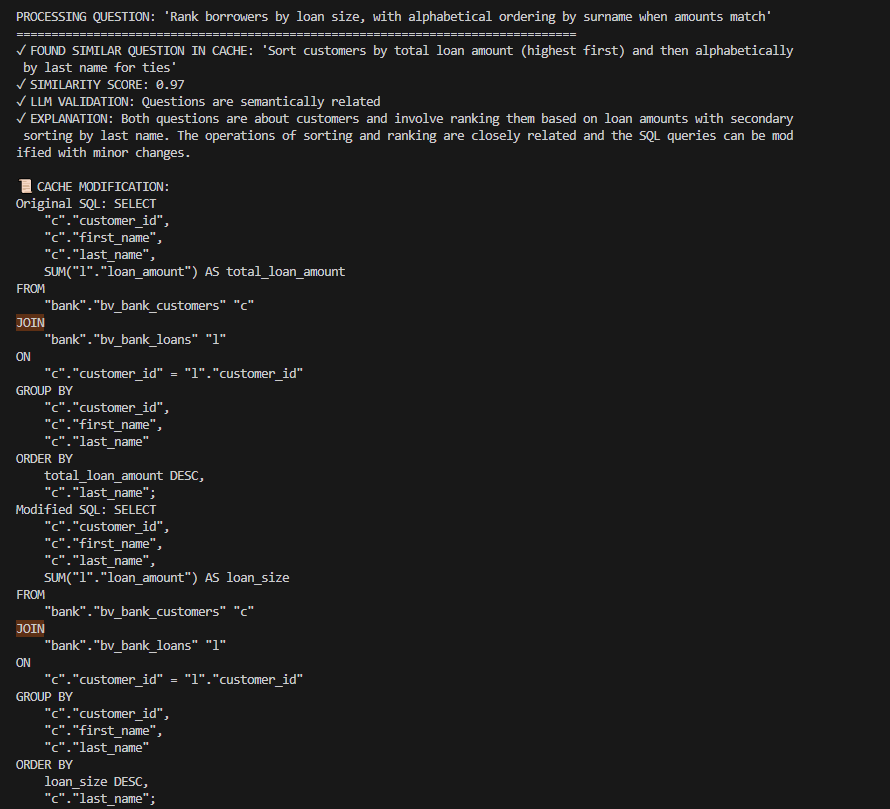 PROCESSING QUESTION: 'Rank borrowers by loan size, with alphabetical ordering by surname when amounts match'
================================================================================
✓ FOUND SIMILAR QUESTION IN CACHE: 'Sort customers by total loan amount (highest first) and then alphabetically
 by last name for ties'
✓ SIMILARITY SCORE: 0.97
✓ LLM VALIDATION: Questions are semantically related
✓ EXPLANATION: Both questions are about customers and involve ranking them based on loan amounts with secondary
 sorting by last name. The operations of sorting and ranking are closely related and the SQL queries can be mod
ified with minor changes.

📜 CACHE MODIFICATION:
Original SQL: SELECT
    "c"."customer_id",
    "c"."first_name",
    "c"."last_name",
    SUM("l"."loan_amount") AS total_loan_amount
FROM
    "bank"."bv_bank_customers" "c"
JOIN
    "bank"."bv_bank_loans" "l"
ON
    "c"."customer_id" = "l"."customer_id"
GROUP BY
    "c"."customer_id",
    "c"."first_name",
    "c"."last_name"
ORDER BY
    total_loan_amount DESC,
    "c"."last_name";
Modified SQL: SELECT
    "c"."customer_id",
    "c"."first_name",
    "c"."last_name",
    SUM("l"."loan_amount") AS loan_size
FROM
    "bank"."bv_bank_customers" "c"
JOIN
    "bank"."bv_bank_loans" "l"
ON
    "c"."customer_id" = "l"."customer_id"
GROUP BY
    "c"."customer_id",
    "c"."first_name",
    "c"."last_name"
ORDER BY
    loan_size DESC,
    "c"."last_name";